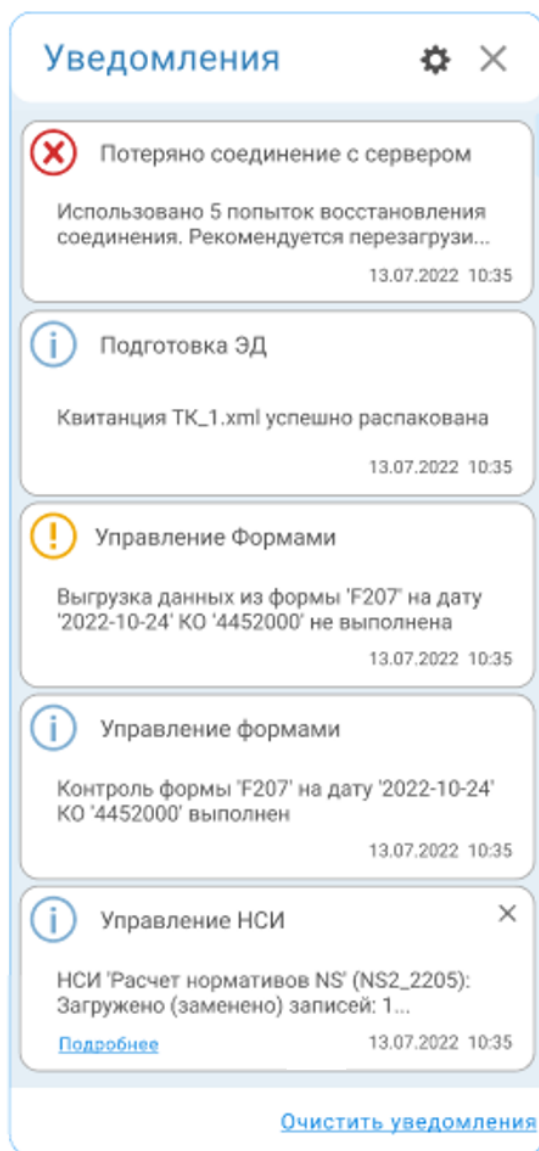 Уведомления
Потеряно соединение с сервером
Использовано 5 попыток восстановления
соединения. Рекомендуется перезагрузи...
13.07.2022 10:35
Подготовка ЭД
Квитанция ТК_1.xml успешно распакована
13.07.2022 10:35
Управление Формами
Выгрузка данных из формы 'F207' на дату
'2022-10-24' КО '4452000' не выполнена
13.07.2022 10:35
Управление формами
Контроль формы 'F207' на дату '2022-10-24'
КО '4452000' выполнен
13.07.2022 10:35
Управление НСИ
НСИ 'Расчет нормативов NS' (NS2_2205):
Загружено (заменено) записей: 1...
Подробнее 13.07.2022 10:35
Очистить уведомления